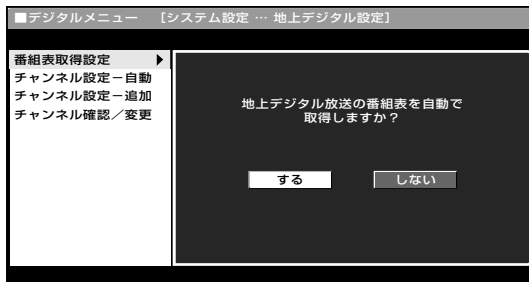 ■デジタルメニュー [システム設定 … 地上デジタル設定]
番組表取得設定 ▶
チャンネル設定－自動
チャンネル設定－追加
チャンネル確認／変更
地上デジタル放送の番組表を自動で
取得しますか？
する
しない